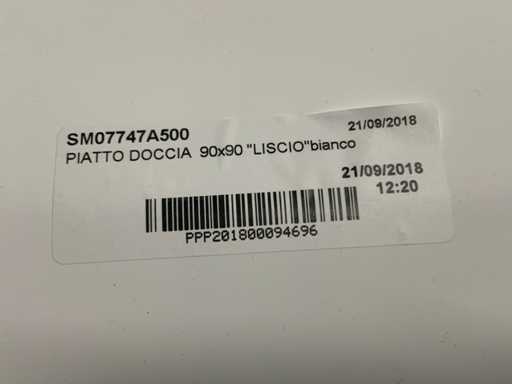 SM07747A500
21/09/2018
PIATTO DOCCIA 90x90 "LISCIO"bianco
21/09/2018
12:20
PPP201800094696